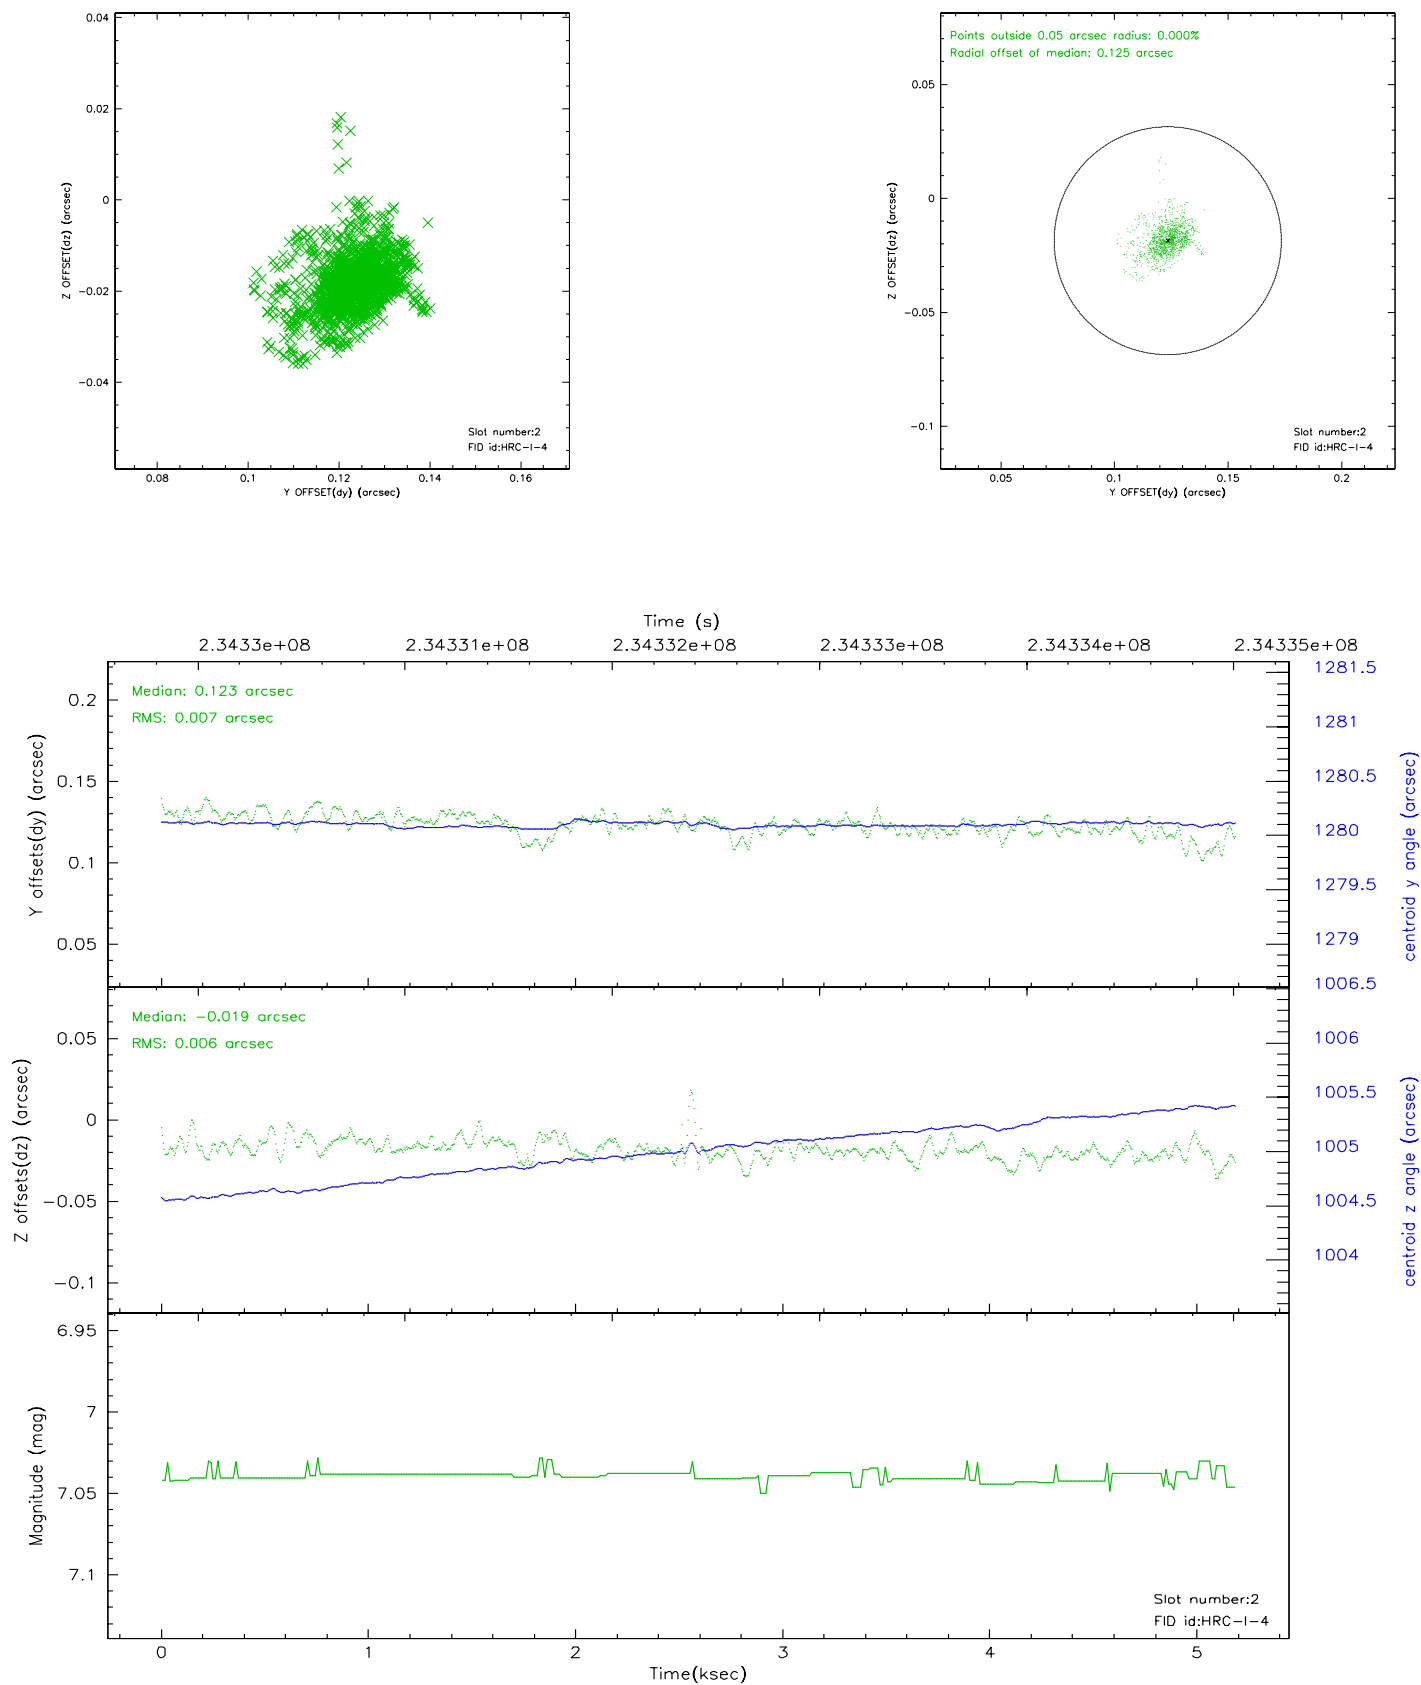 0.04
0.02
0
−0.02
−0.04
Z OFFSET(dz) (arcsec)
Slot number:2
FID id:HRC−I−4
0.08 0.1 0.12 0.14 0.16
Y OFFSET(dy) (arcsec)
Points outside 0.05 arcsec radius: 0.000%
Radial offset of median: 0.125 arcsec
0.05
0
−0.05
−0.1
Z OFFSET(dz) (arcsec)
Slot number:2
FID id:HRC−I−4
0.05 0.1 0.15 0.2
Y OFFSET(dy) (arcsec)
Time (s)
2.3433e+08 2.34331e+08 2.34332e+08 2.34333e+08 2.34334e+08 2.34335e+08
Median: 0.123 arcsec
RMS: 0.007 arcsec
0.2
0.15
0.1
0.05
Y offsets(dy) (arcsec)
1281.5
1281
1280.5
1280
1279.5
1279
centroid y angle (arcsec)
Median: −0.019 arcsec
RMS: 0.006 arcsec
0.05
0
−0.05
−0.1
Z offsets(dz) (arcsec)
1006.5
1006
1005.5
1005
1004.5
1004
centroid z angle (arcsec)
6.95
7
7.05
7.1
Magnitude (mag)
Slot number:2
FID id:HRC−I−4
0 1 2 3 4 5
Time(ksec)